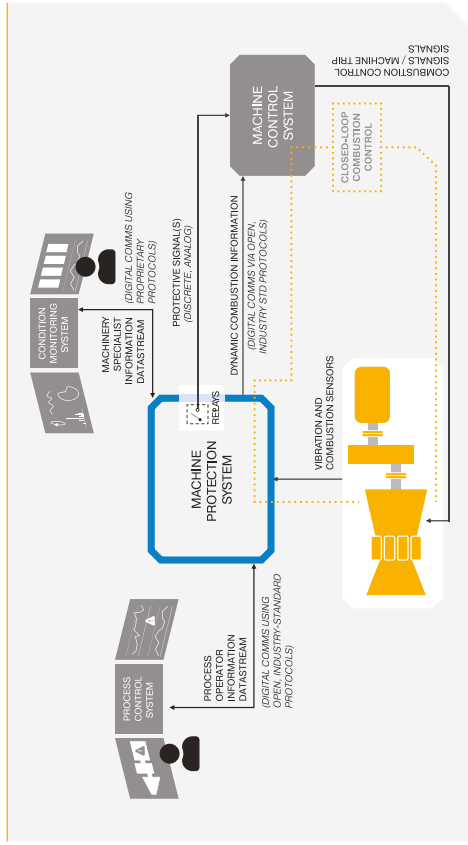 PROCESS CONTROL
SYSTEM
CONDITION
MONITORING
SYSTEM
PROCESS
OPERATOR
INFORMATION
DATASTREAM
(DIGITAL COMMS USING
OPEN, INDUSTRY-STANDARD
PROTOCOLS)
MACHINE
PROTECTION
SYSTEM
RELAYS
MACHINERY
SPECIALIST
INFORMATION
DATASTREAM
(DIGITAL COMMS USING
PROPRIETARY
PROTOCOLS)
PROTECTIVE SIGNAL(S)
(DISCRETE, ANALOG)
DYNAMIC COMBUSTION INFORMATION
(DIGITAL COMMS VIA OPEN,
INDUSTRY STD PROTOCOLS)
MACHINE
CONTROL
SYSTEM
VIBRATION AND
COMBUSTION SENSORS
CLOSED-LOOP
COMBUSTION
CONTROL
COMBUSTION CONTROL
SIGNALS / MACHINE TRIP
SIGNALS